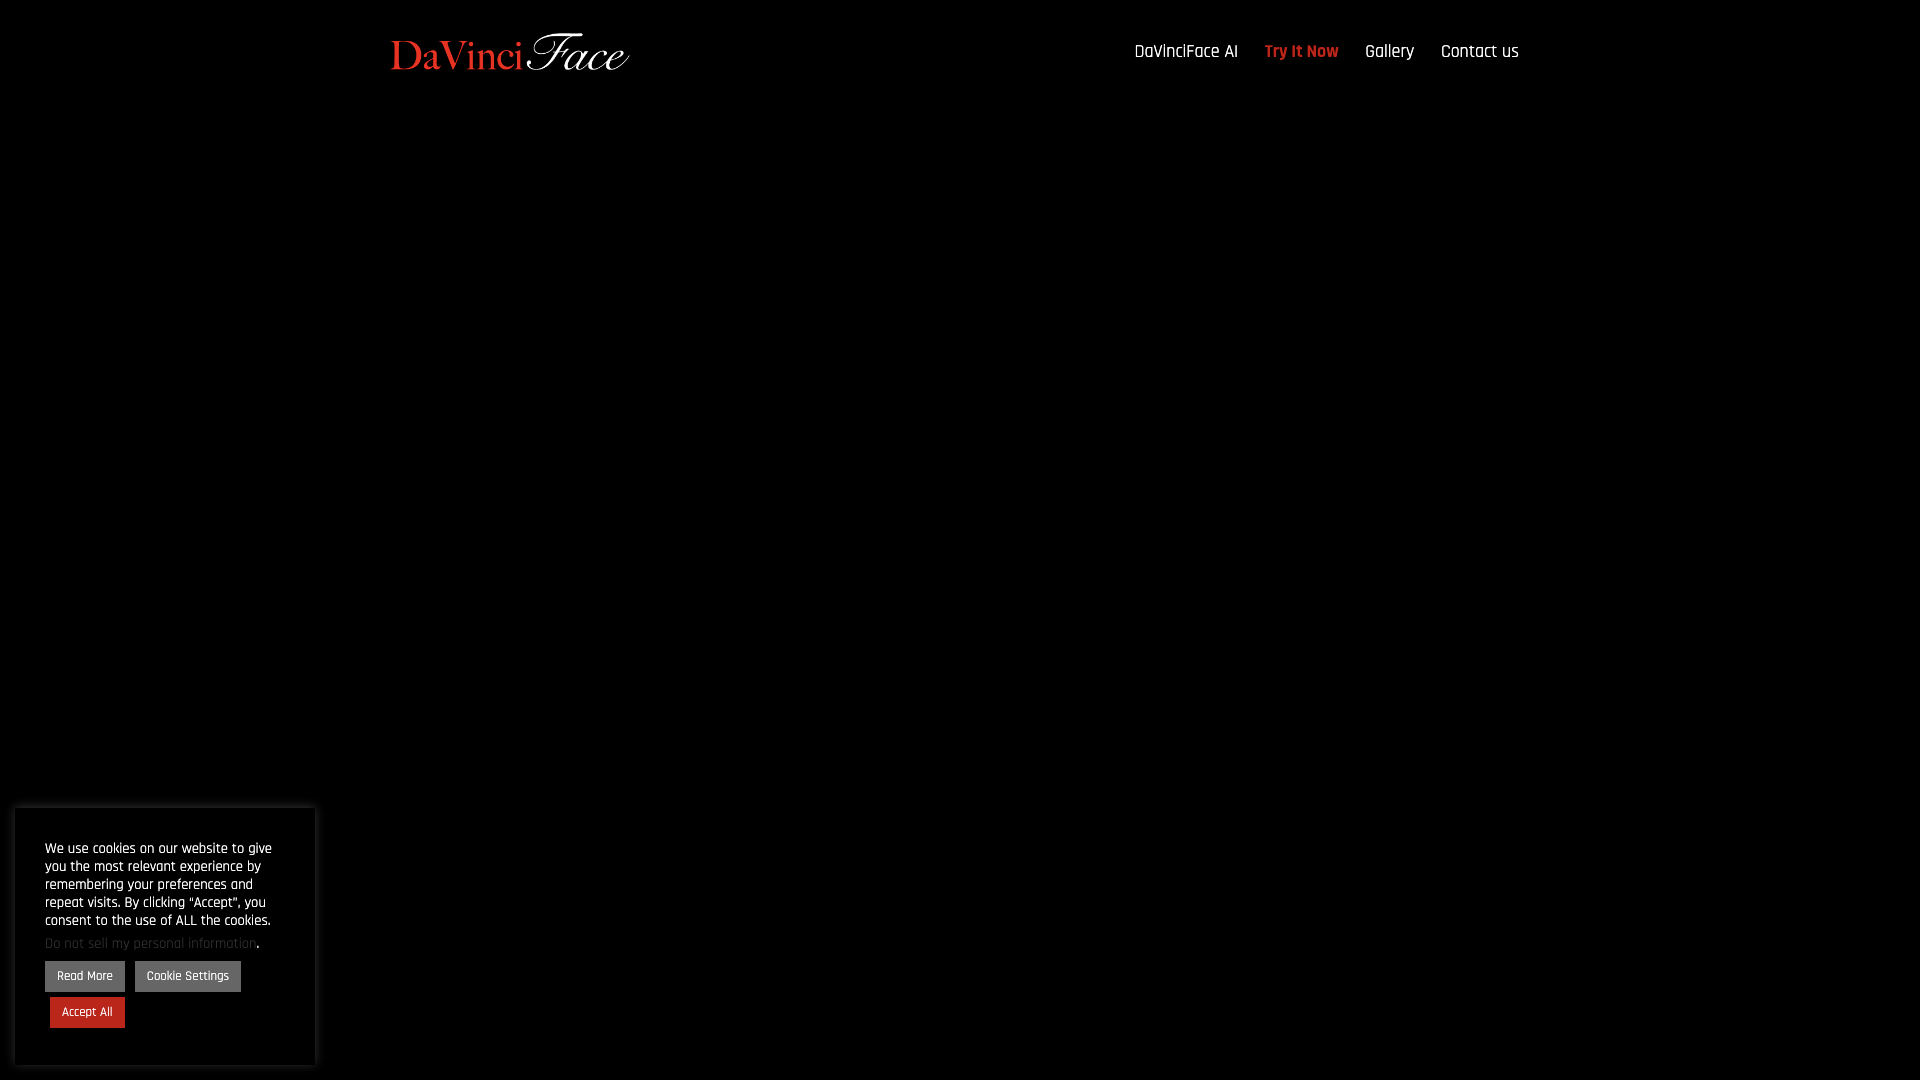 DaVinci Face
DaVinciFace AI
Try It Now
Gallery
Contact us
We use cookies on our website to give
you the most relevant experience by
remembering your preferences and
repeat visits. By clicking “Accept”, you
consent to the use of ALL the cookies.
Do not sell my personal information.
Read More
Cookie Settings
Accept All